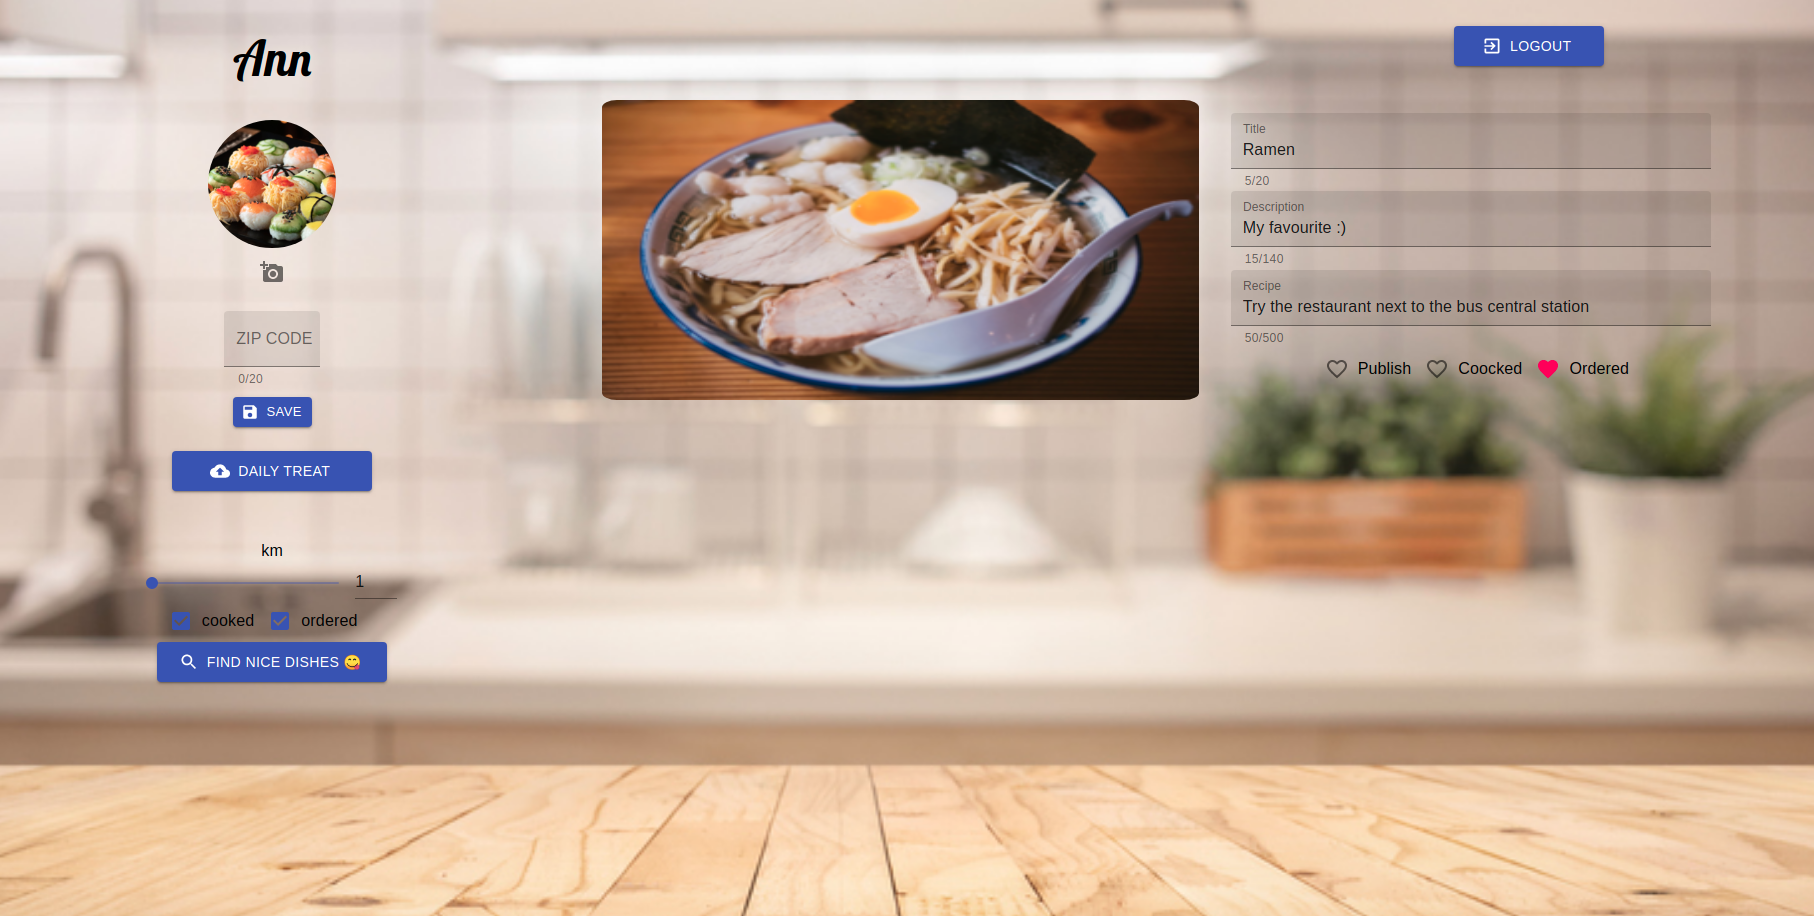 Ann
LOGOUT
Title
Ramen
5/20
Description
My favourite :)
15/140
Recipe
Try the restaurant next to the bus central station
50/500
Publish Coocked Ordered
ZIP CODE
0/20
SAVE
DAILY TREAT
km
1
cooked ordered
FIND NICE DISHES 😋